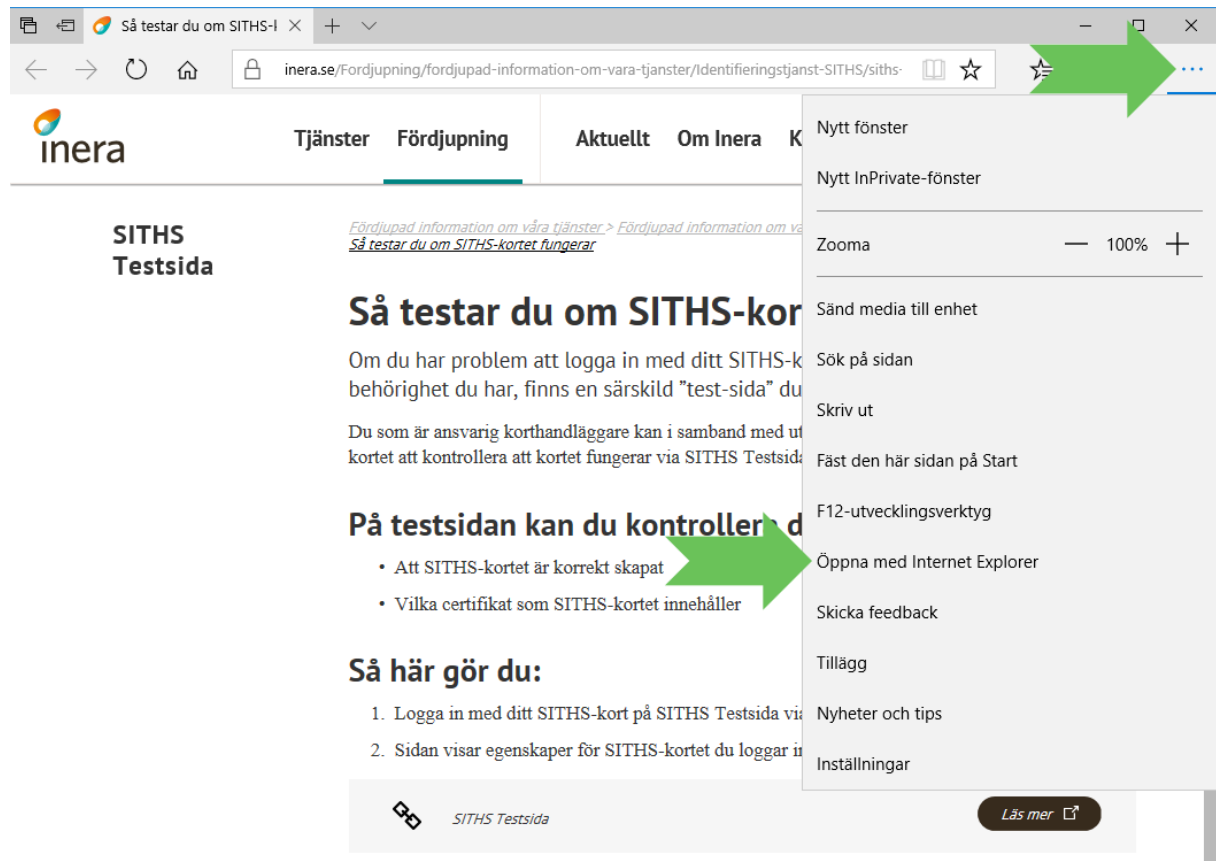 Så testar du om SITHS-k
inera.se/Fordjupning/fordjupad-information-om-vara-tjanster/Identifieringstjanst-SITHS/siths-
inera
Tjänster Fördjupning Aktuellt Om Inera K
SITHS
Testsida
Fördjupad information om våra tjänster > Fördjupad information om va
Så testar du om SITHS-kortet fungerar
Så testar du om SITHS-kor
Om du har problem att logga in med ditt SITHS-k
behörighet du har, finns en särskild ”test-sida” du
Du som är ansvarig korthandläggare kan i samband med ut
kortet att kontrollera att kortet fungerar via SITHS Testsida
På testsidan kan du kontrollera d
• Att SITHS-kortet är korrekt skapat
• Vilka certifikat som SITHS-kortet innehåller
Så här gör du:
1. Logga in med ditt SITHS-kort på SITHS Testsida via
2. Sidan visar egenskaper för SITHS-kortet du loggar in
SITHS Testsida
Läs mer
Nytt fönster
Nytt InPrivate-fönster
Zooma — 100% +
Sänd media till enhet
Sök på sidan
Skriv ut
Fäst den här sidan på Start
F12-utvecklingsverktyg
Öppna med Internet Explorer
Skicka feedback
Tillägg
Nyheter och tips
Inställningar